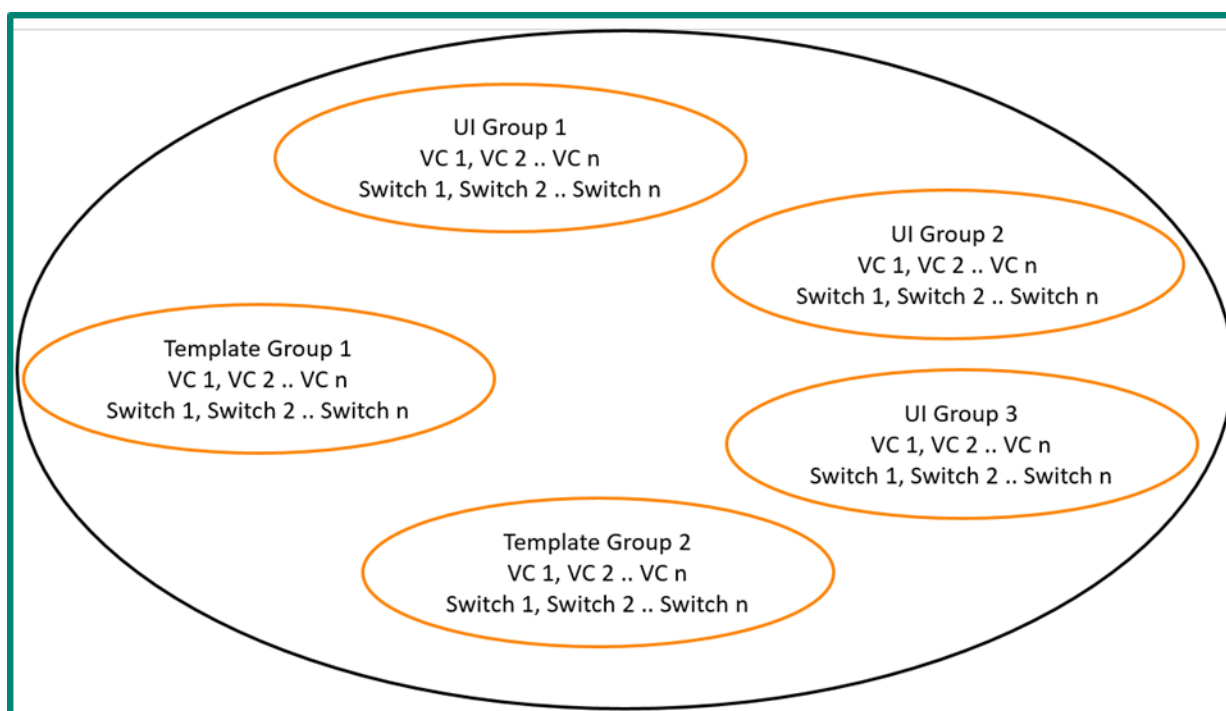 UI Group 1
VC 1, VC 2 .. VC n
Switch 1, Switch 2 .. Switch n
UI Group 2
VC 1, VC 2 .. VC n
Switch 1, Switch 2 .. Switch n
Template Group 1
VC 1, VC 2 .. VC n
Switch 1, Switch 2 .. Switch n
UI Group 3
VC 1, VC 2 .. VC n
Switch 1, Switch 2 .. Switch n
Template Group 2
VC 1, VC 2 .. VC n
Switch 1, Switch 2 .. Switch n